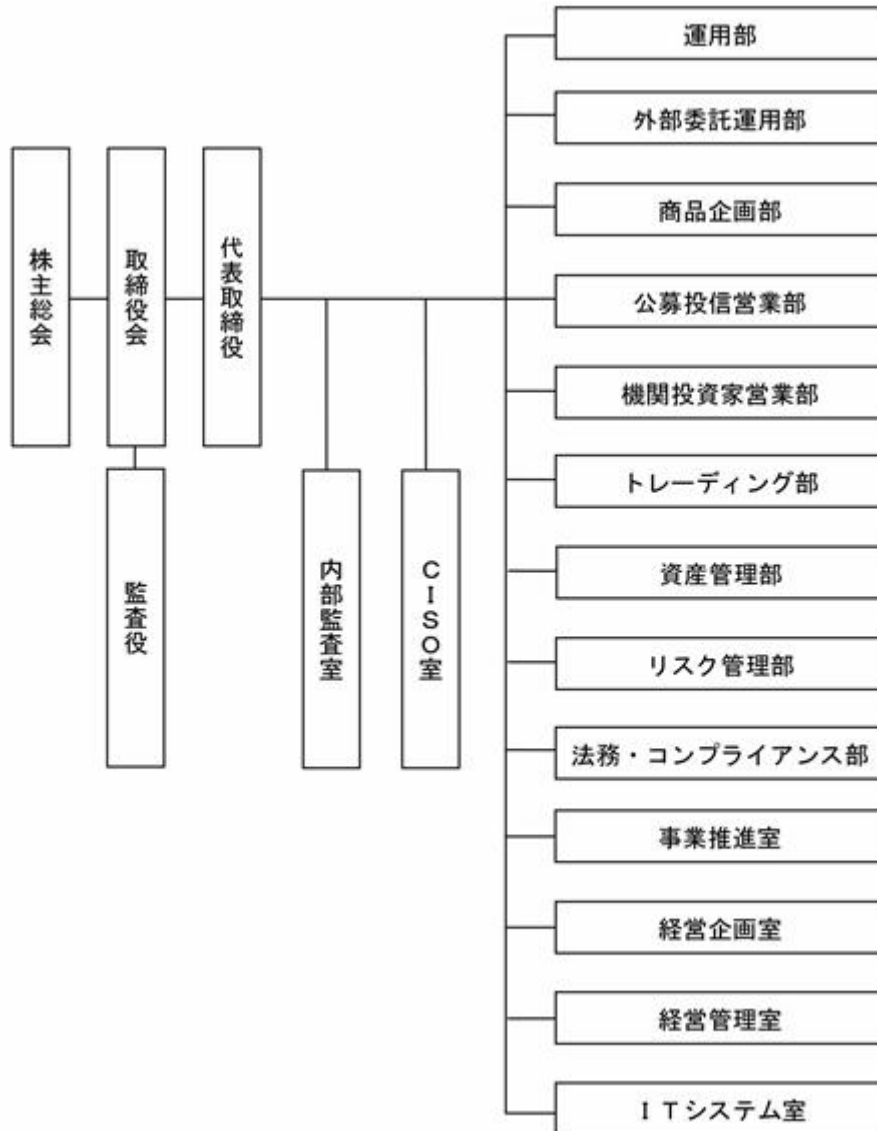 株主総会
取締役会
代表取締役
監査役
内部監査室
ＣＩＳＯ室
運用部
外部委託運用部
商品企画部
公募投信営業部
機関投資家営業部
トレーディング部
資産管理部
リスク管理部
法務・コンプライアンス部
事業推進室
経営企画室
経営管理室
ＩＴシステム室